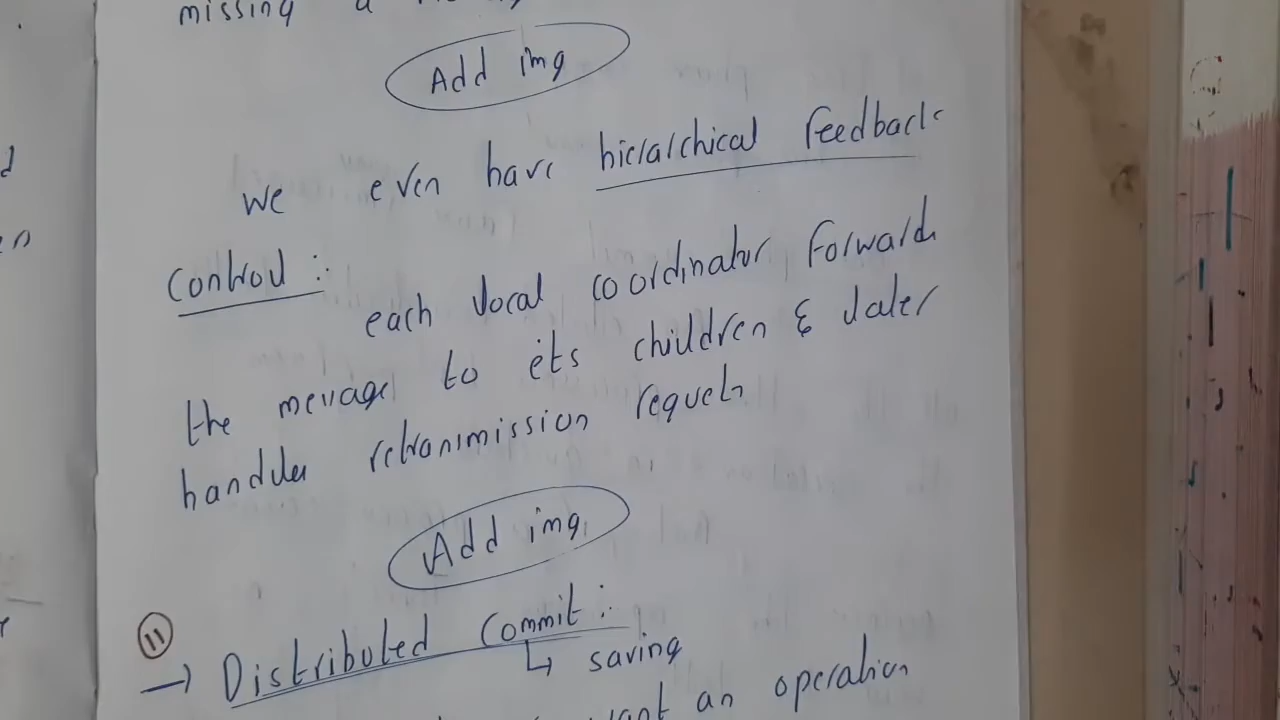 missing a
Add img
we even have hierarchical feedback
control :
each local coordinator forwards
the message to its children & later
handles retransmission requests
Add img
11
→ Distributed Commit :
↳ saving
want an operation